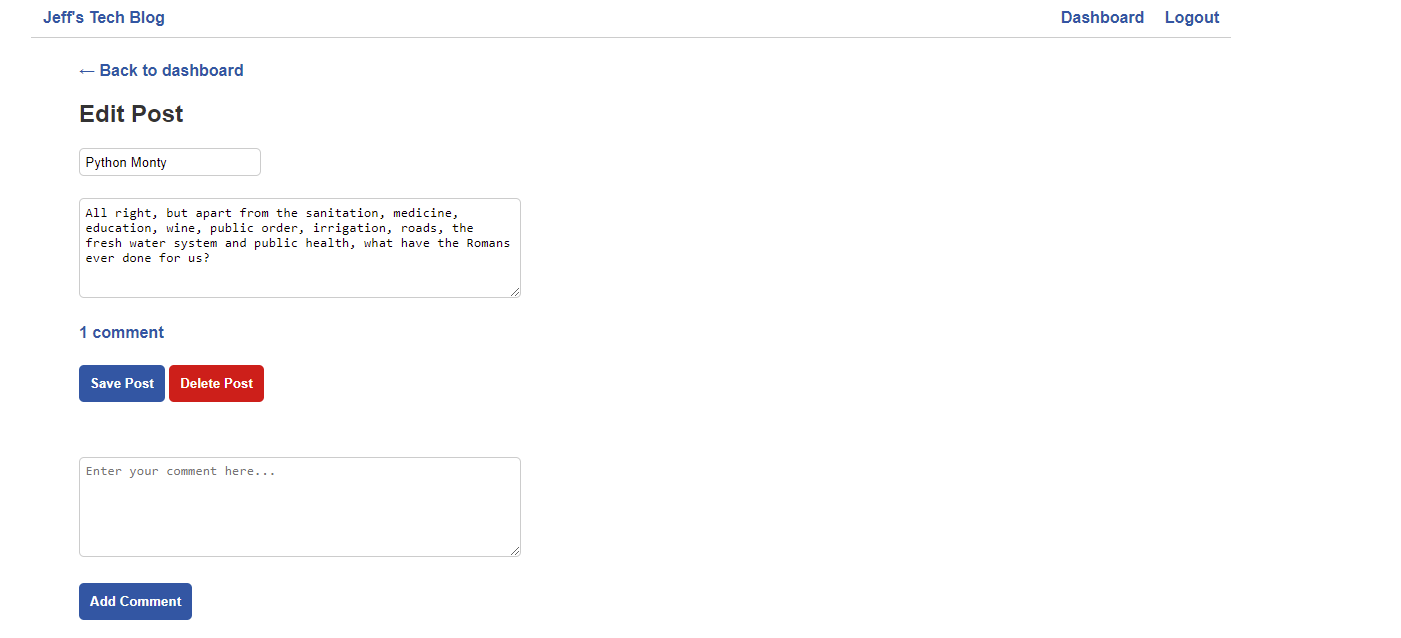 Jeff's Tech Blog Dashboard Logout
← Back to dashboard
Edit Post
Python Monty
All right, but apart from the sanitation, medicine,
education, wine, public order, irrigation, roads, the
fresh water system and public health, what have the Romans
ever done for us?
1 comment
Save Post Delete Post
Enter your comment here...
Add Comment